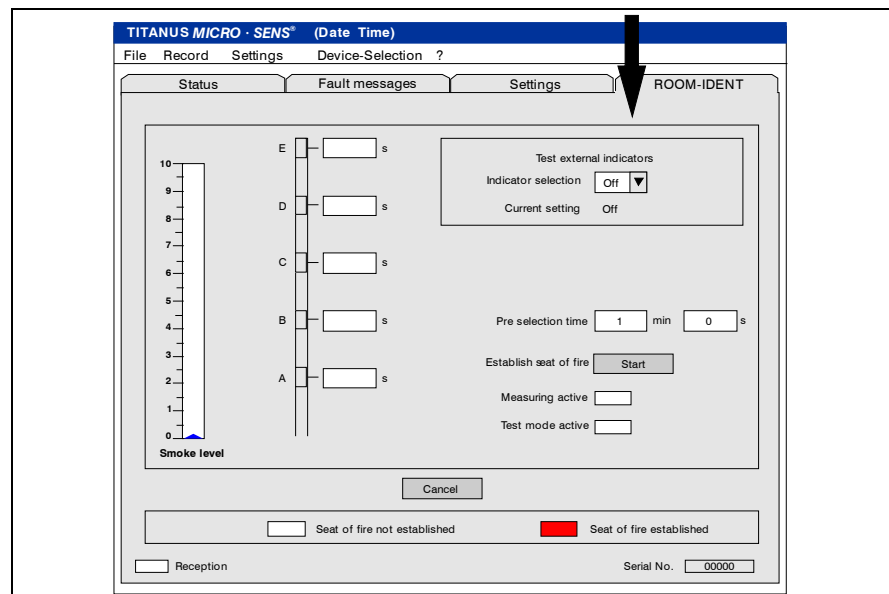 TITANUS MICRO · SENS® (Date Time)
File Record Settings Device-Selection ?
Status Fault messages Settings ROOM-IDENT
E s
D s
C s
B s
A s
10
9
8
7
6
5
4
3
2
1
0
Smoke level
Test external indicators
Indicator selection Off
Current setting Off
Pre selection time 1 min 0 s
Establish seat of fire Start
Measuring active
Test mode active
Cancel
Seat of fire not established Seat of fire established
Reception Serial No. 00000